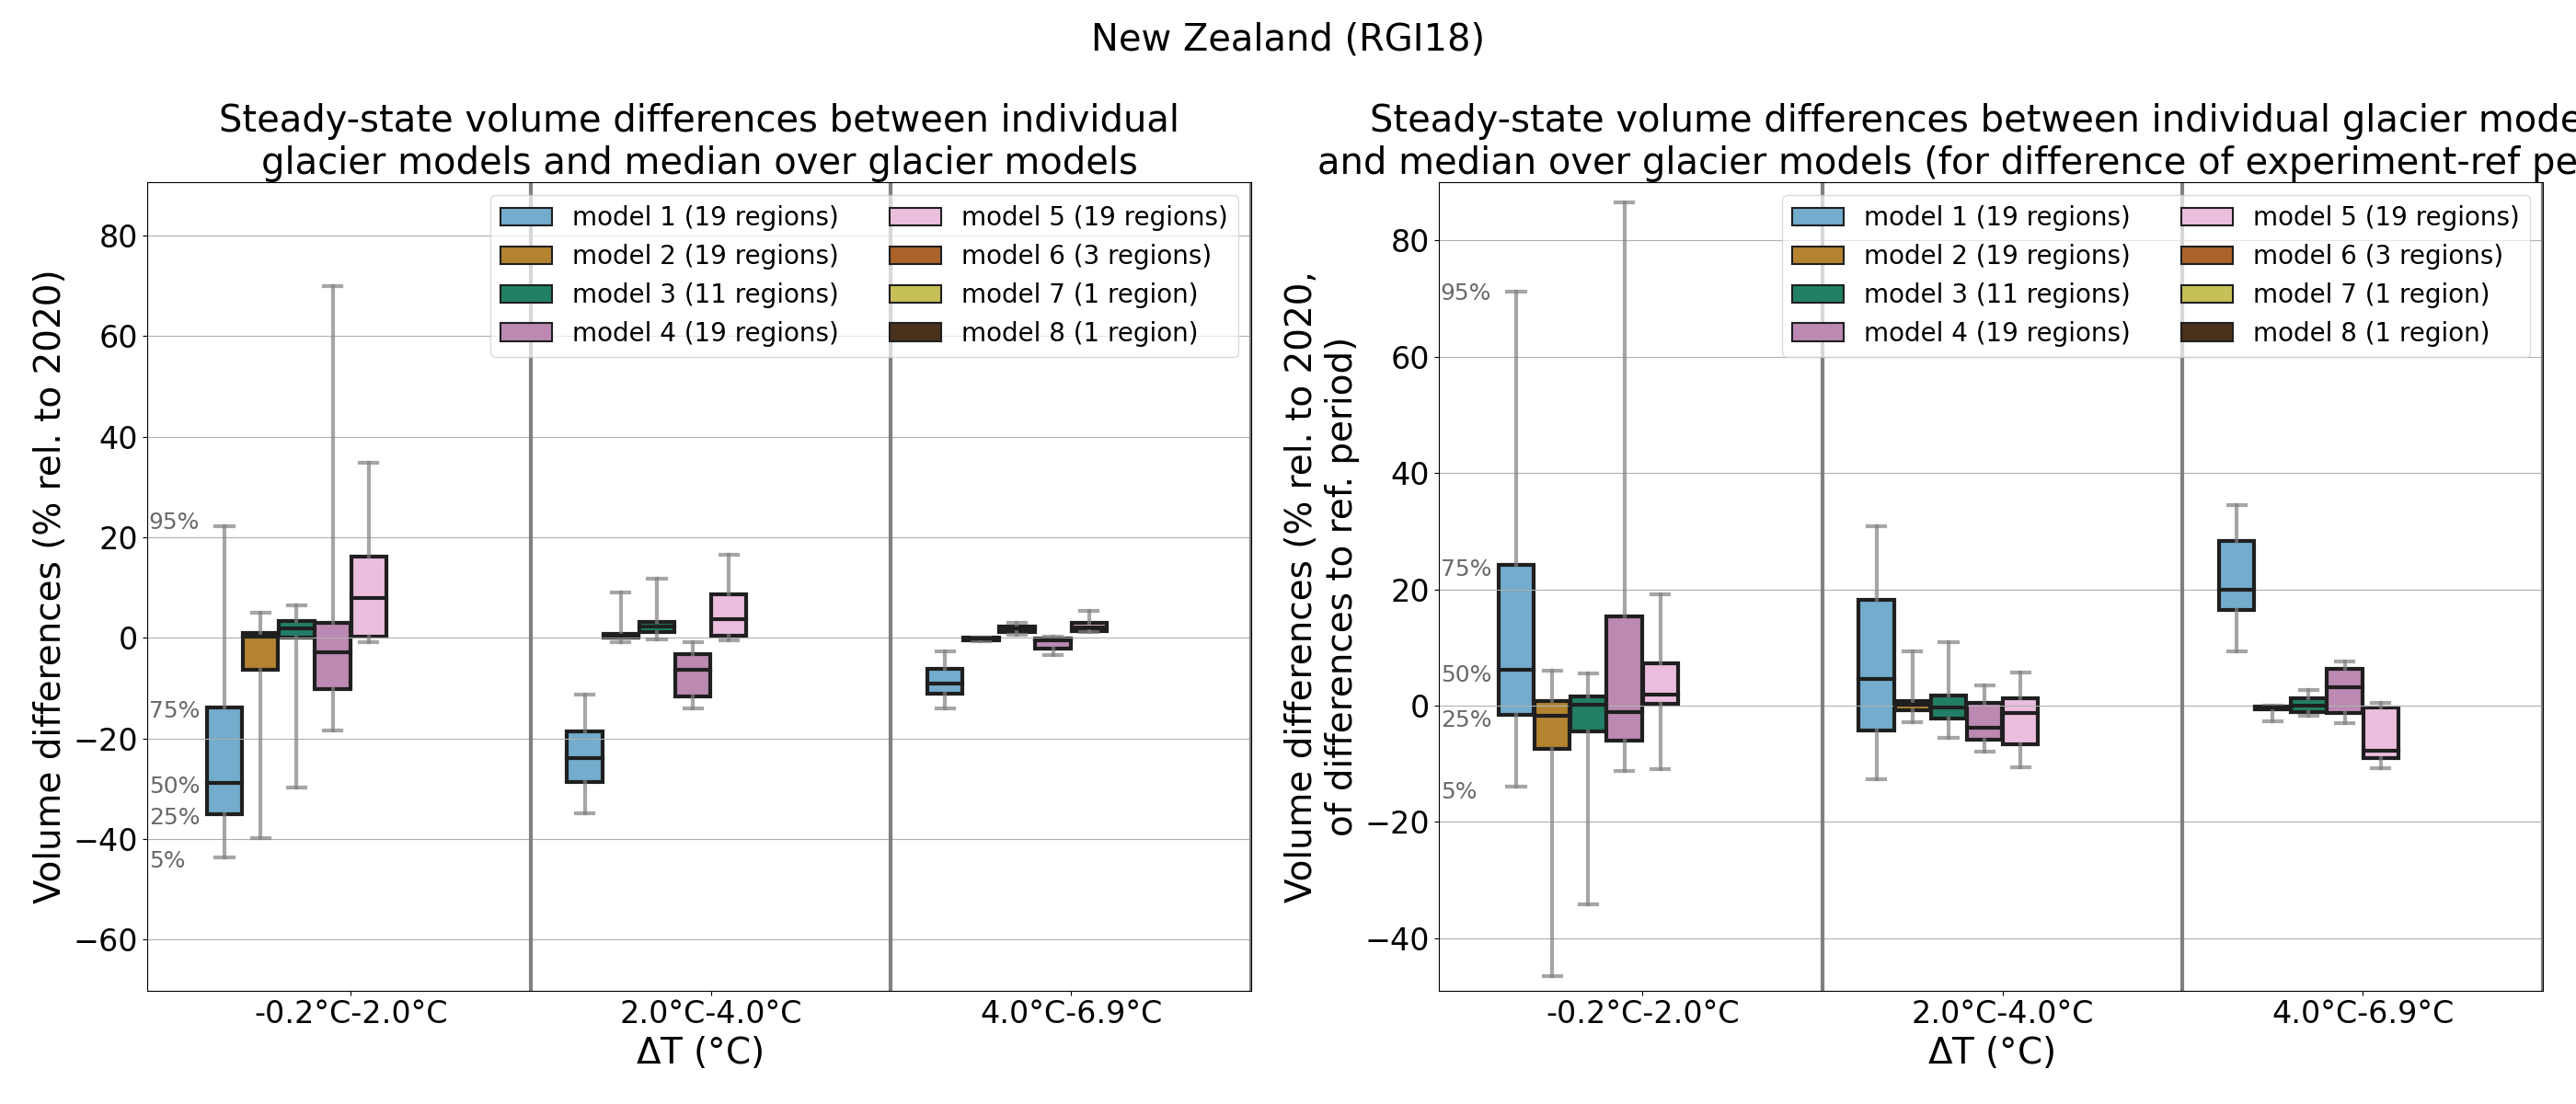 New Zealand (RGI18)
Steady-state volume differences between individual
glacier models and median over glacier models
Volume differences (% rel. to 2020)
80
60
40
20
0
−20
−40
−60
95%
75%
50%
25%
5%
model 1 (19 regions)
model 2 (19 regions)
model 3 (11 regions)
model 4 (19 regions)
model 5 (19 regions)
model 6 (3 regions)
model 7 (1 region)
model 8 (1 region)
-0.2°C-2.0°C
2.0°C-4.0°C
4.0°C-6.9°C
ΔT (°C)
Steady-state volume differences between individual glacier mode
and median over glacier models (for difference of experiment-ref pe
Volume differences (% rel. to 2020,
of differences to ref. period)
80
60
40
20
0
−20
−40
95%
75%
50%
25%
5%
model 1 (19 regions)
model 2 (19 regions)
model 3 (11 regions)
model 4 (19 regions)
model 5 (19 regions)
model 6 (3 regions)
model 7 (1 region)
model 8 (1 region)
-0.2°C-2.0°C
2.0°C-4.0°C
4.0°C-6.9°C
ΔT (°C)